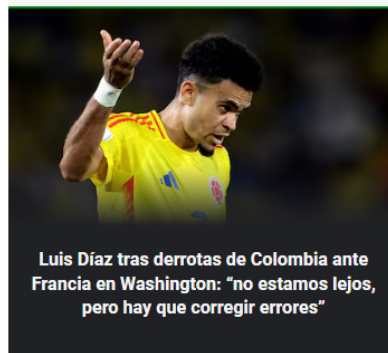 Luis Díaz tras derrotas de Colombia ante
Francia en Washington: “no estamos lejos,
pero hay que corregir errores”